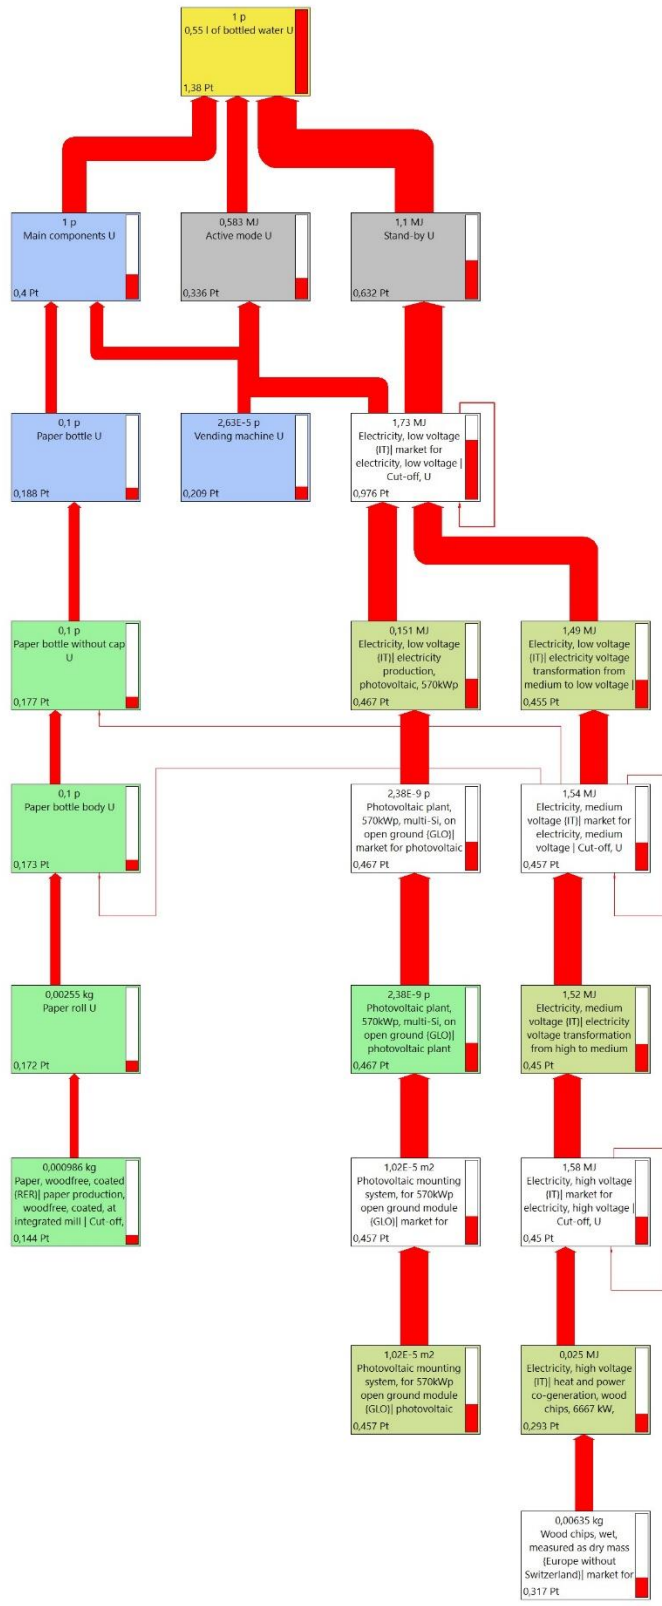 1 p
0,55 l of bottled water U
1,38 Pt
1 p
Main components U
0,4 Pt
0,583 MJ
Active mode U
0,336 Pt
1,1 MJ
Stand-by U
0,632 Pt
0,1 p
Paper bottle U
0,188 Pt
2,63E-5 p
Vending machine U
0,209 Pt
1,73 MJ
Electricity, low voltage
{IT}| market for
electricity, low voltage |
Cut-off, U
0,976 Pt
0,1 p
Paper bottle without cap
U
0,177 Pt
0,151 MJ
Electricity, low voltage
{IT}| electricity
production,
photovoltaic, 570kWp
0,467 Pt
1,49 MJ
Electricity, low voltage
{IT}| electricity voltage
transformation from
medium to low voltage |
0,455 Pt
0,1 p
Paper bottle body U
0,173 Pt
2,38E-9 p
Photovoltaic plant,
570kWp, multi-Si, on
open ground {GLO}|
market for photovoltaic
0,467 Pt
1,54 MJ
Electricity, medium
voltage {IT}| market for
electricity, medium
voltage | Cut-off, U
0,457 Pt
0,00255 kg
Paper roll U
0,172 Pt
2,38E-9 p
Photovoltaic plant,
570kWp, multi-Si, on
open ground {GLO}|
photovoltaic plant
0,467 Pt
1,52 MJ
Electricity, medium
voltage {IT}| electricity
voltage transformation
from high to medium
0,45 Pt
0,000986 kg
Paper, woodfree, coated
{RER}| paper production,
woodfree, coated, at
integrated mill | Cut-off,
0,144 Pt
1,02E-5 m2
Photovoltaic mounting
system, for 570kWp
open ground module
{GLO}| market for
0,457 Pt
1,58 MJ
Electricity, high voltage
{IT}| market for
electricity, high voltage |
Cut-off, U
0,45 Pt
1,02E-5 m2
Photovoltaic mounting
system, for 570kWp
open ground module
{GLO}| photovoltaic
0,457 Pt
0,025 MJ
Electricity, high voltage
{IT}| heat and power
co-generation, wood
chips, 6667 kW,
0,293 Pt
0,00635 kg
Wood chips, wet,
measured as dry mass
{Europe without
Switzerland}| market for
0,317 Pt